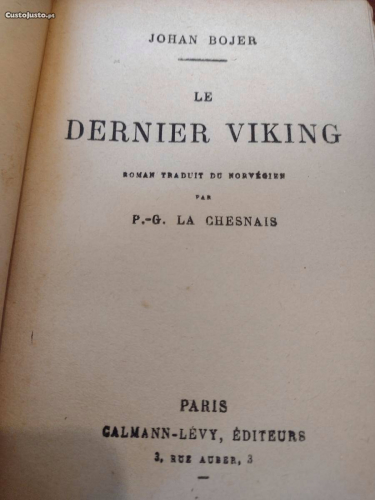 CustoJusto.pt
JOHAN BOJER
LE
DERNIER VIKING
ROMAN TRADUIT DU NORVÉGIEN
PAR
P.-G. LA CHESNAIS
PARIS
CALMANN-LÉVY, ÉDITEURS
3, RUE AUBER, 3